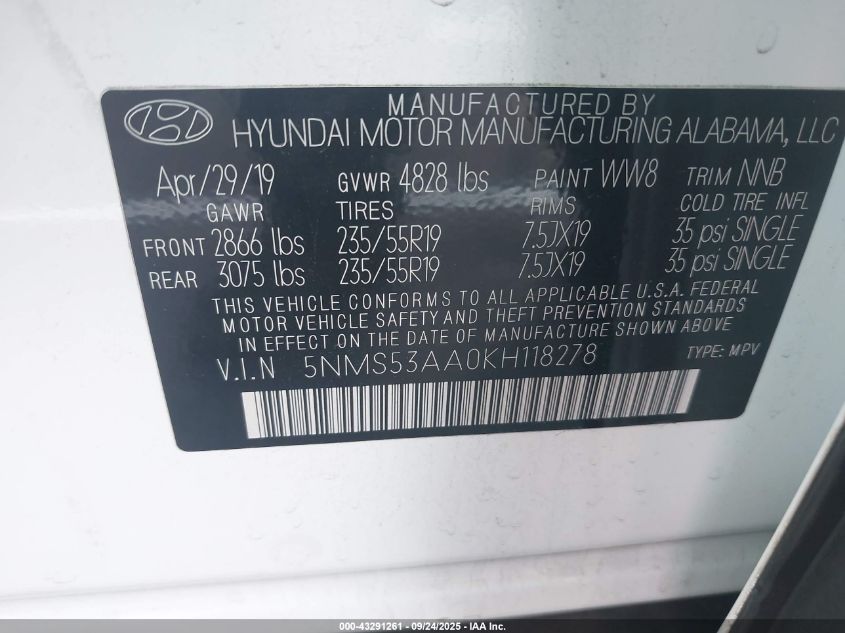 MANUFACTURED BY
HYUNDAI MOTOR MANUFACTURING ALABAMA, LLC
Apr/29/19 GVWR 4828 lbs PAINT WW8 TRIM NNB
GAWR TIRES RIMS COLD TIRE INFL
FRONT 2866 lbs 235/55R19 7.5JX19 35 psi SINGLE
REAR 3075 lbs 235/55R19 7.5JX19 35 psi SINGLE
THIS VEHICLE CONFORMS TO ALL APPLICABLE U.S.A. FEDERAL
MOTOR VEHICLE SAFETY AND THEFT PREVENTION STANDARDS
IN EFFECT ON THE DATE OF MANUFACTURE SHOWN ABOVE
V.I.N 5NMS53AA0KH118278 TYPE: MPV
000-43291261 - 09/24/2025 - IAA Inc.